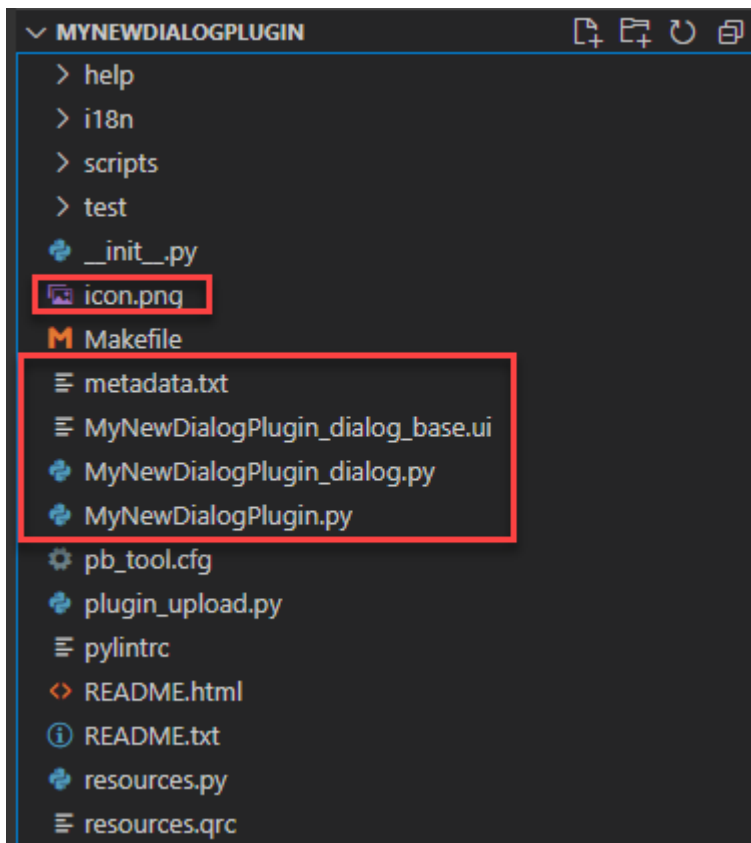 MYNEWDIALOGPLUGIN
help
i18n
scripts
test
__init__.py
icon.png
Makefile
metadata.txt
MyNewDialogPlugin_dialog_base.ui
MyNewDialogPlugin_dialog.py
MyNewDialogPlugin.py
pb_tool.cfg
plugin_upload.py
pylintrc
README.html
README.txt
resources.py
resources.qrc